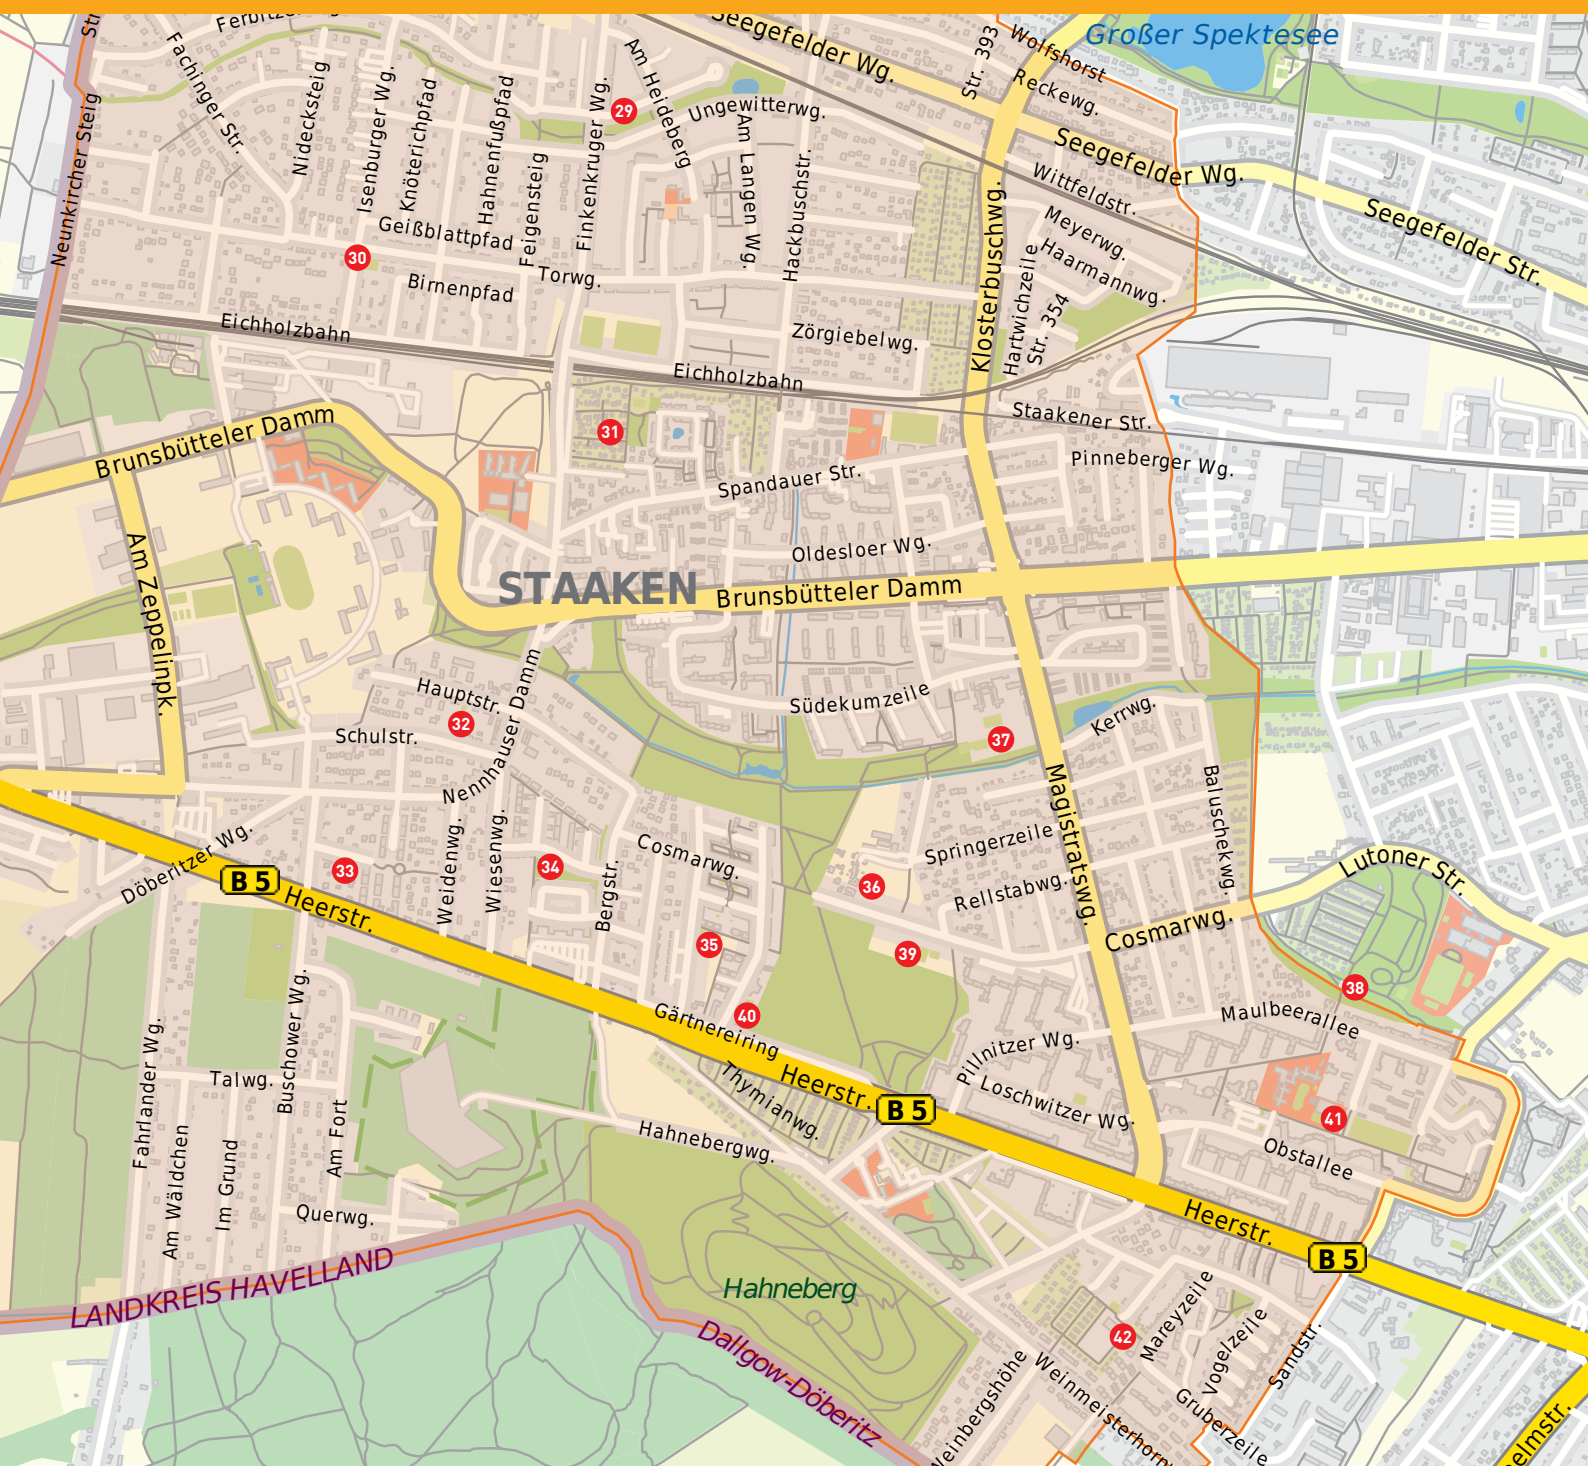 Seegefelder Wg.
Großer Spektesee
Wolfshorst
Str. 393
Reckewg.
Fachinger Str.
Am Heideberg
Nidecksteig
Isenburger Wg.
Knöterichpfad
Hahnenfußpfad
Finkenkruger Wg.
29
Ungewitterwg.
Am Langen Wg.
Seegefelder Wg.
Neunkircher Steig
Feigensteig
Hackbuschstr.
Wittfeldstr.
Klosterbuschwg.
Meyerwg.
Seegefelder Str.
Geißblattpfad
30
Haarmannwg.
Torwg.
Birnenpfad
Hartwichzeile
Str. 354
Eichholzbahn
Zörgiebelwg.
Eichholzbahn
Staakener Str.
Brunsbütteler Damm
31
Pinneberger Wg.
Spandauer Str.
Am Zeppelinpk.
Oldesloer Wg.
STAAKEN
Brunsbütteler Damm
Hauptstr.
Nennhauser Damm
Südekumzeile
32
Schulstr.
37
Kerrwg.
Magistratswg.
Baluschekwg.
Döberitzer Wg.
Weidenwg.
Wiesenwg.
Cosmarwg.
Springerzeile
33
34
Bergstr.
36
Rellstabwg.
Lutoner Str.
B 5
Heerstr.
35
39
Cosmarwg.
38
Buschower Wg.
40
Gärtnereiring
Maulbeerallee
Fahrlander Wg.
Pillnitzer Wg.
Talwg.
Thymianwg.
Heerstr.
B 5
Loschwitzer Wg.
41
Am Fort
Am Wäldchen
Im Grund
Hahnebergwg.
Obstallee
Querwg.
Heerstr.
B 5
LANDKREIS HAVELLAND
Hahneberg
Dallgow-Döberitz
42
Mareyzeile
Vogelzeile
Sandstr.
Weinbergshöhe
Weinmeisterhornwg.
Gruberzeile